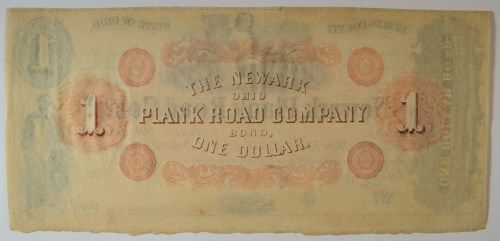 THE NEWARK
OHIO
1 PLANK ROAD COMPANY 1
BOND,
ONE DOLLAR.